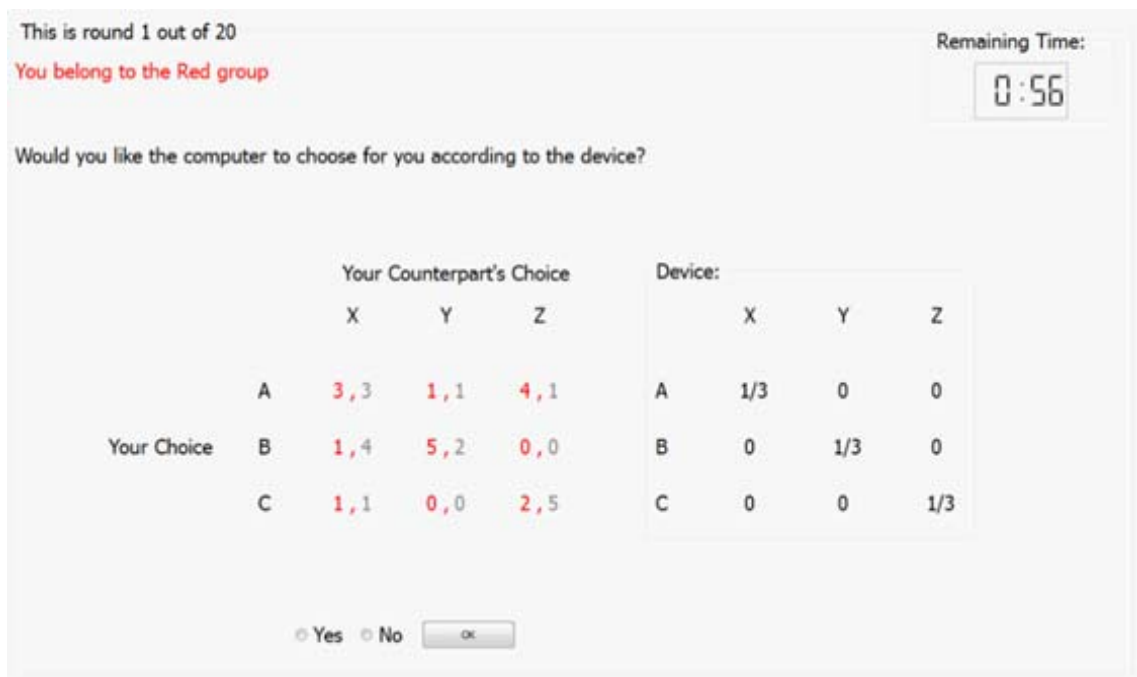 This is round 1 out of 20
Remaining Time:
You belong to the Red group
0:56
Would you like the computer to choose for you according to the device?
Your Counterpart's Choice Device:
X Y Z X Y Z
A 3,3 1,1 4,1 A 1/3 0 0
Your Choice B 1,4 5,2 0,0 B 0 1/3 0
C 1,1 0,0 2,5 C 0 0 1/3
Yes No OK